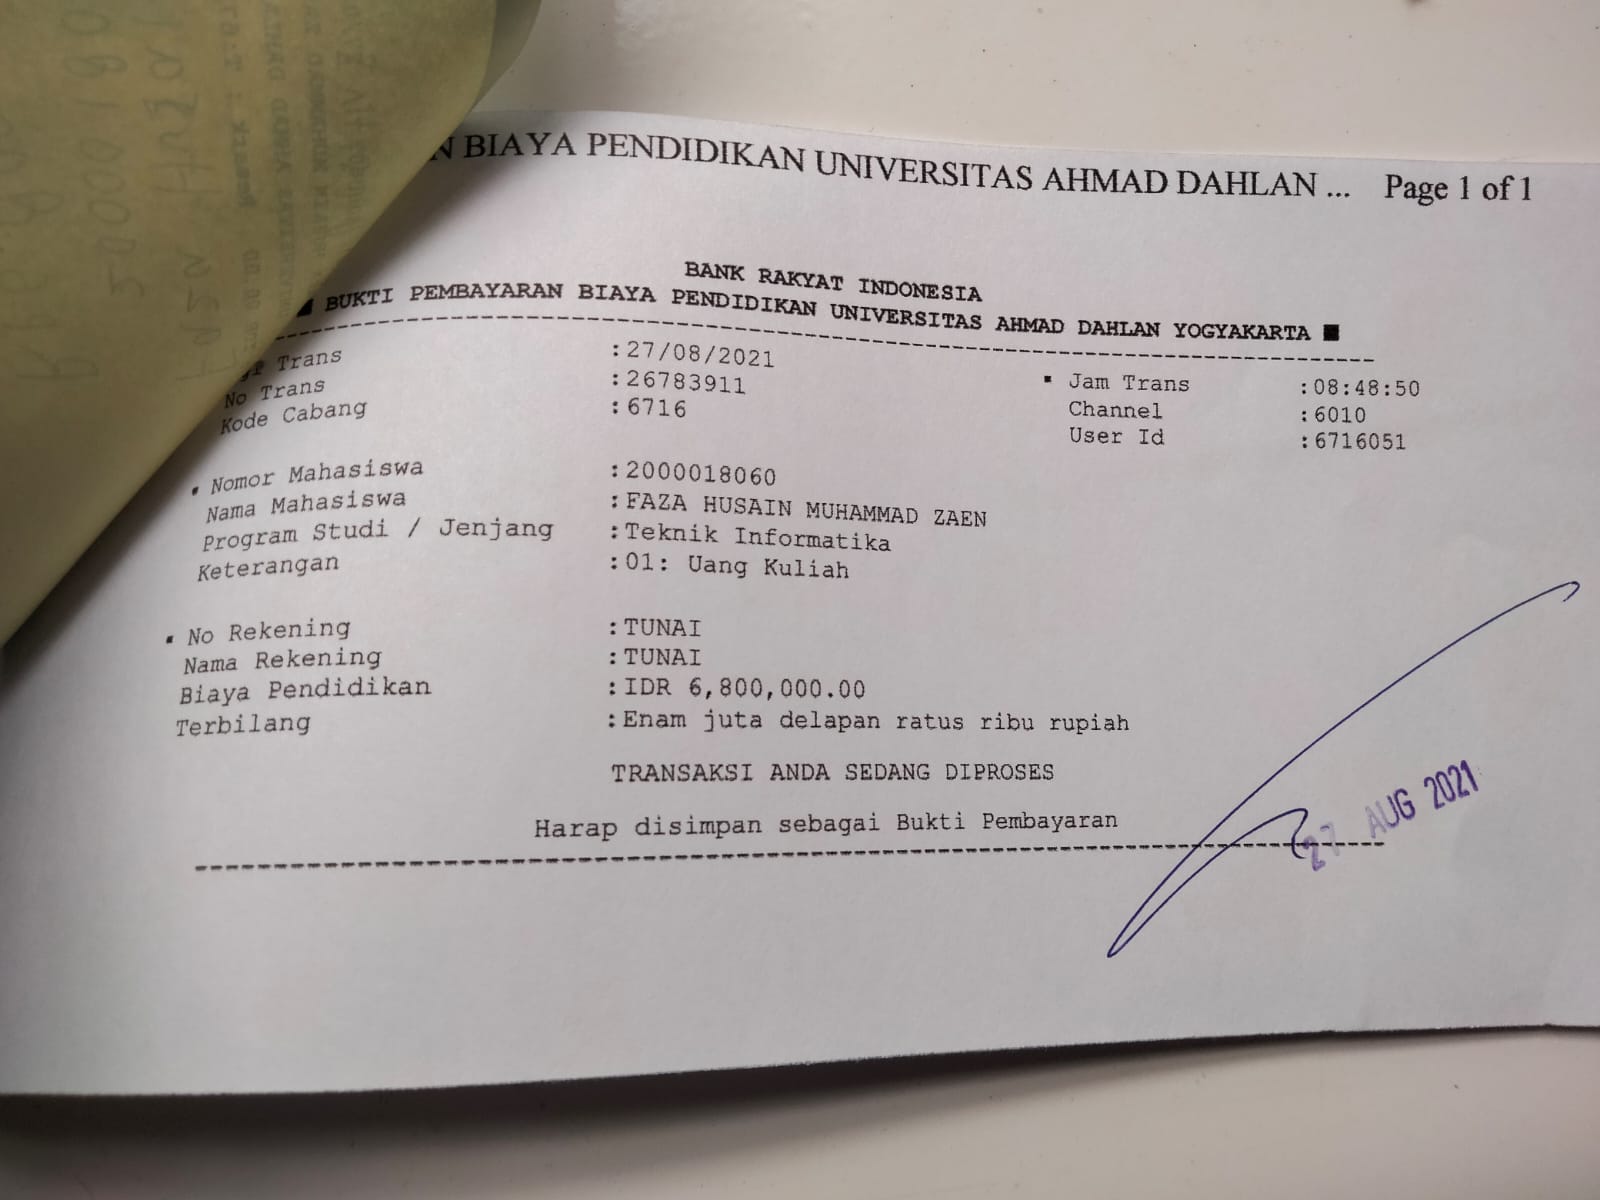 N BIAYA PENDIDIKAN UNIVERSITAS AHMAD DAHLAN ... Page 1 of 1
BANK RAKYAT INDONESIA
BUKTI PEMBAYARAN BIAYA PENDIDIKAN UNIVERSITAS AHMAD DAHLAN YOGYAKARTA
Trans :27/08/2021 Jam Trans :08:48:50
No Trans :26783911 Channel :6010
Kode Cabang :6716 User Id :6716051
Nomor Mahasiswa :2000018060
Nama Mahasiswa :FAZA HUSAIN MUHAMMAD ZAEN
Program Studi / Jenjang :Teknik Informatika
Keterangan :01: Uang Kuliah
No Rekening :TUNAI
Nama Rekening :TUNAI
Biaya Pendidikan :IDR 6,800,000.00
Terbilang :Enam juta delapan ratus ribu rupiah
TRANSAKSI ANDA SEDANG DIPROSES
Harap disimpan sebagai Bukti Pembayaran
27 AUG 2021